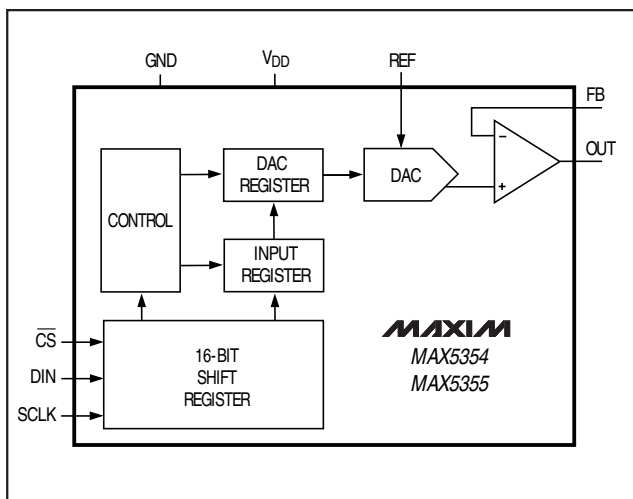 GND
VDD
REF
FB
OUT
DAC
REGISTER
DAC
−
+
CONTROL
INPUT
REGISTER
CS
DIN
SCLK
16-BIT
SHIFT
REGISTER
MAXIM
MAX5354
MAX5355